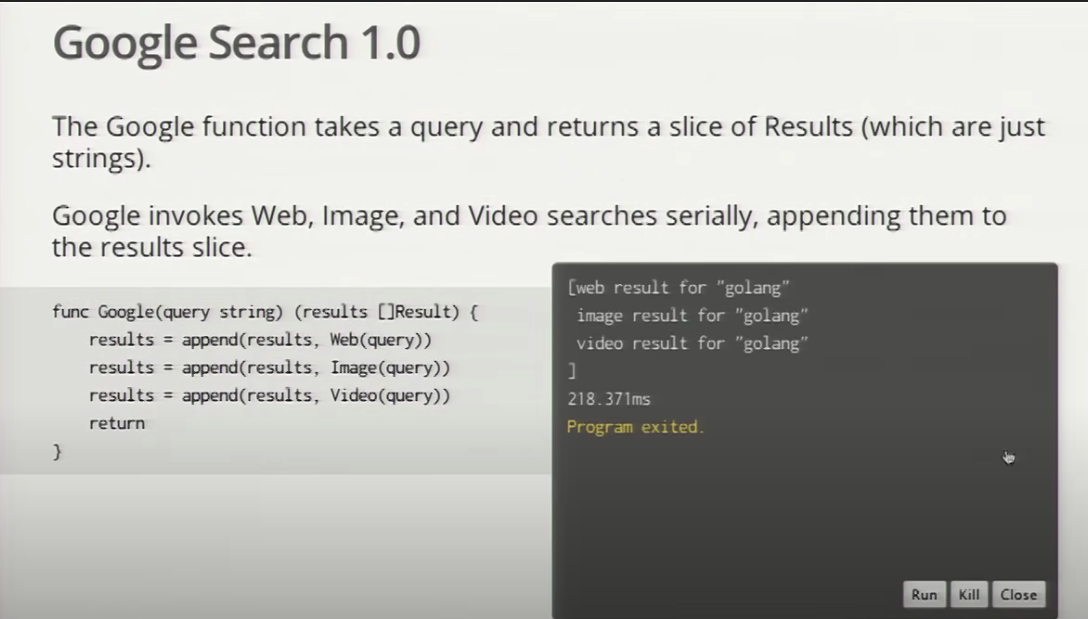 Google Search 1.0
The Google function takes a query and returns a slice of Results (which are just
strings).
Google invokes Web, Image, and Video searches serially, appending them to
the results slice.
func Google(query string) (results []Result) {
    results = append(results, Web(query))
    results = append(results, Image(query))
    results = append(results, Video(query))
    return
}
[web result for "golang"
 image result for "golang"
 video result for "golang"
]
218.371ms
Program exited.
Run Kill Close